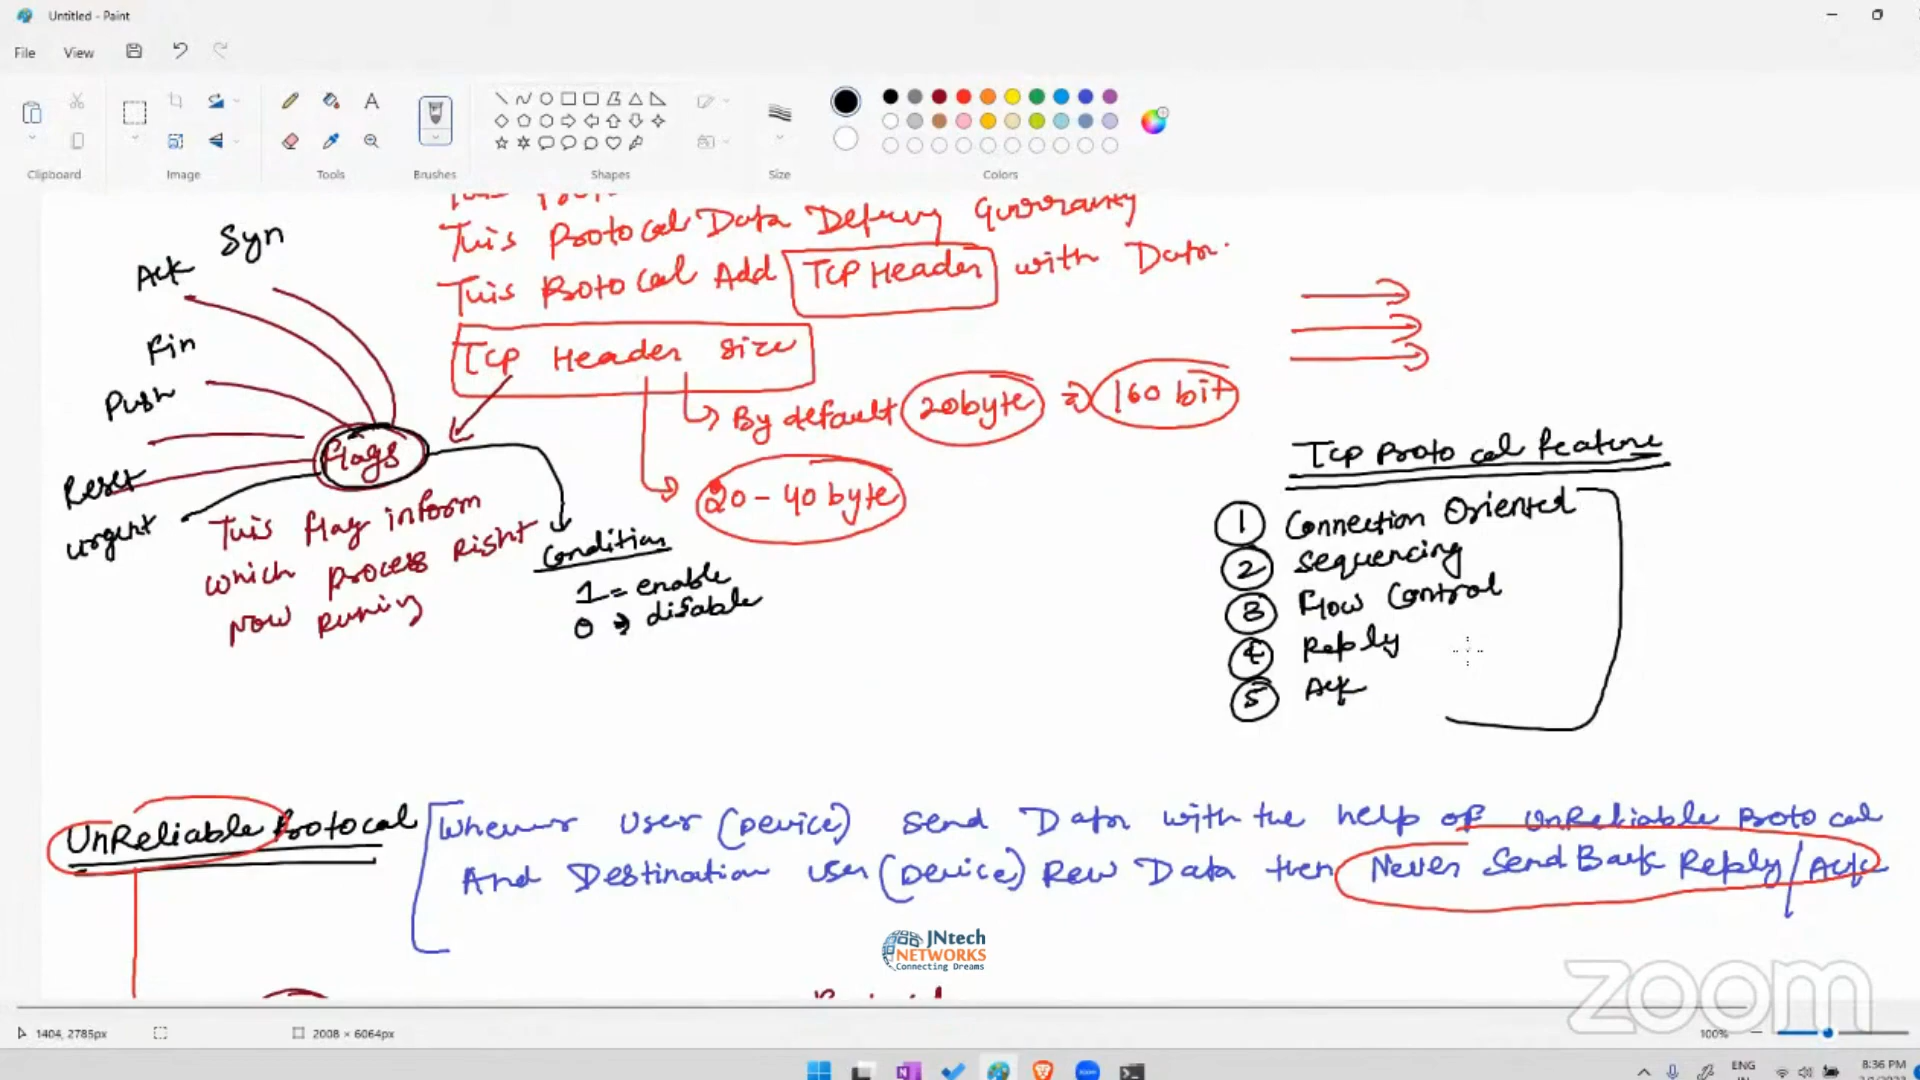 Untitled - Paint
File
View
Clipboard
Image
Tools
Brushes
Shapes
Size
Colors
This Protocal Data Delivery Gurranty
This Protocal Add TCP Header with Data.
TCP Header size
By default 20byte => 160 bit
20 - 40 byte
Syn
Ack
Fin
Push
Reset
urgent
flags
This flag inform
which process Right
now Runing
Condition
1 = enable
0 → disable
Tcp Protocal feature
1 Connection Oriented
2 Sequencing
3 flow Control
4 Reply
5 Ack
UnReliable Protocal
Whenever User (Device) Send Data with the help of UnReliable Protocal
And Destination user (Device) Data then Never Send Back Reply / Ack
JNtech
NETWORKS
Connecting Dreams
zoom
1404, 2785px
2008 × 6064px
100%
ENG
IN
8:36 PM